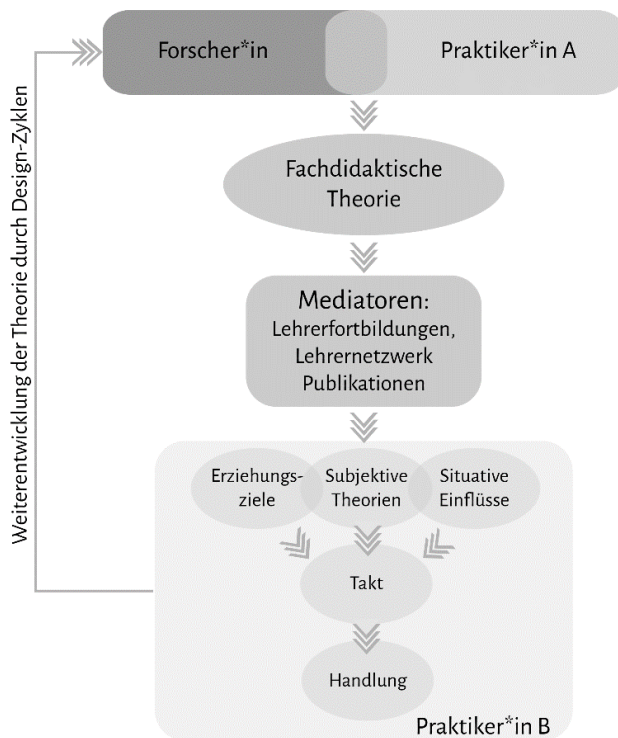 Forscher*in
Praktiker*in A
Fachdidaktische
Theorie
Mediatoren:
Lehrerfortbildungen,
Lehrernetzwerk
Publikationen
Erziehungs-
ziele
Subjektive
Theorien
Situative
Einflüsse
Takt
Handlung
Praktiker*in B
Weiterentwicklung der Theorie durch Design-Zyklen